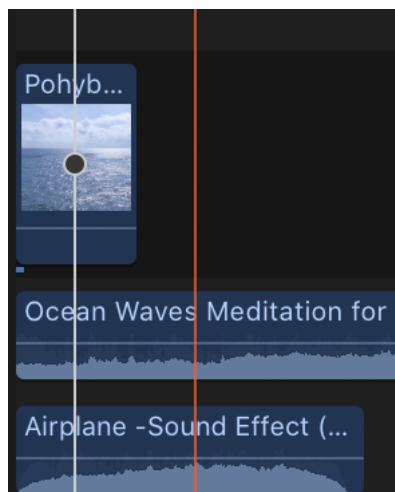 Pohyb...
Ocean Waves Meditation for
Airplane -Sound Effect (...